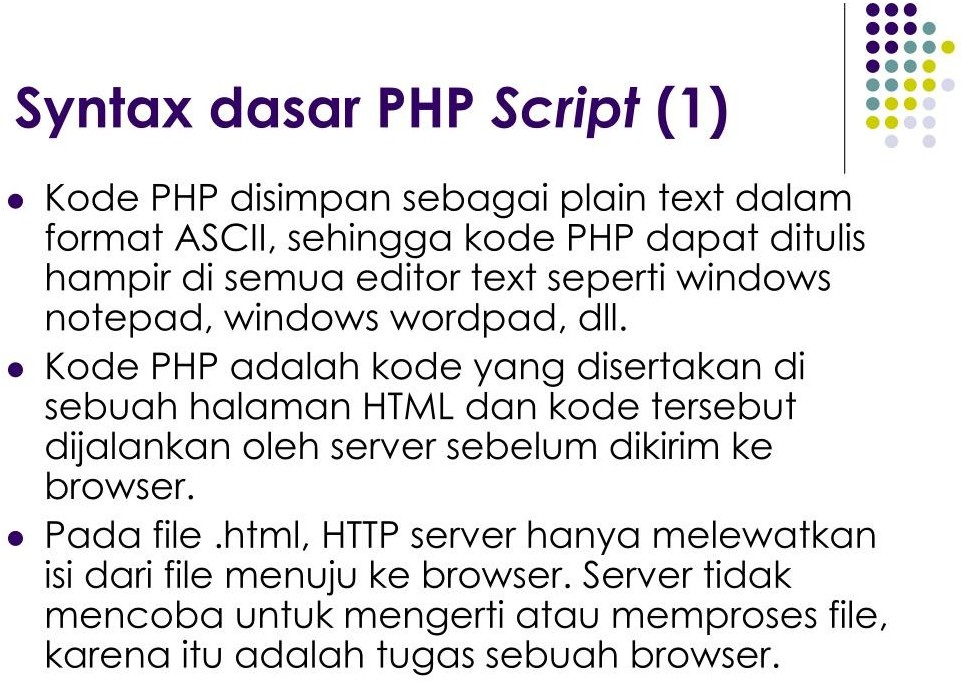 Syntax dasar PHP Script (1)
Kode PHP disimpan sebagai plain text dalam
format ASCII, sehingga kode PHP dapat ditulis
hampir di semua editor text seperti windows
notepad, windows wordpad, dll.
Kode PHP adalah kode yang disertakan di
sebuah halaman HTML dan kode tersebut
dijalankan oleh server sebelum dikirim ke
browser.
Pada file .html, HTTP server hanya melewatkan
isi dari file menuju ke browser. Server tidak
mencoba untuk mengerti atau memproses file,
karena itu adalah tugas sebuah browser.